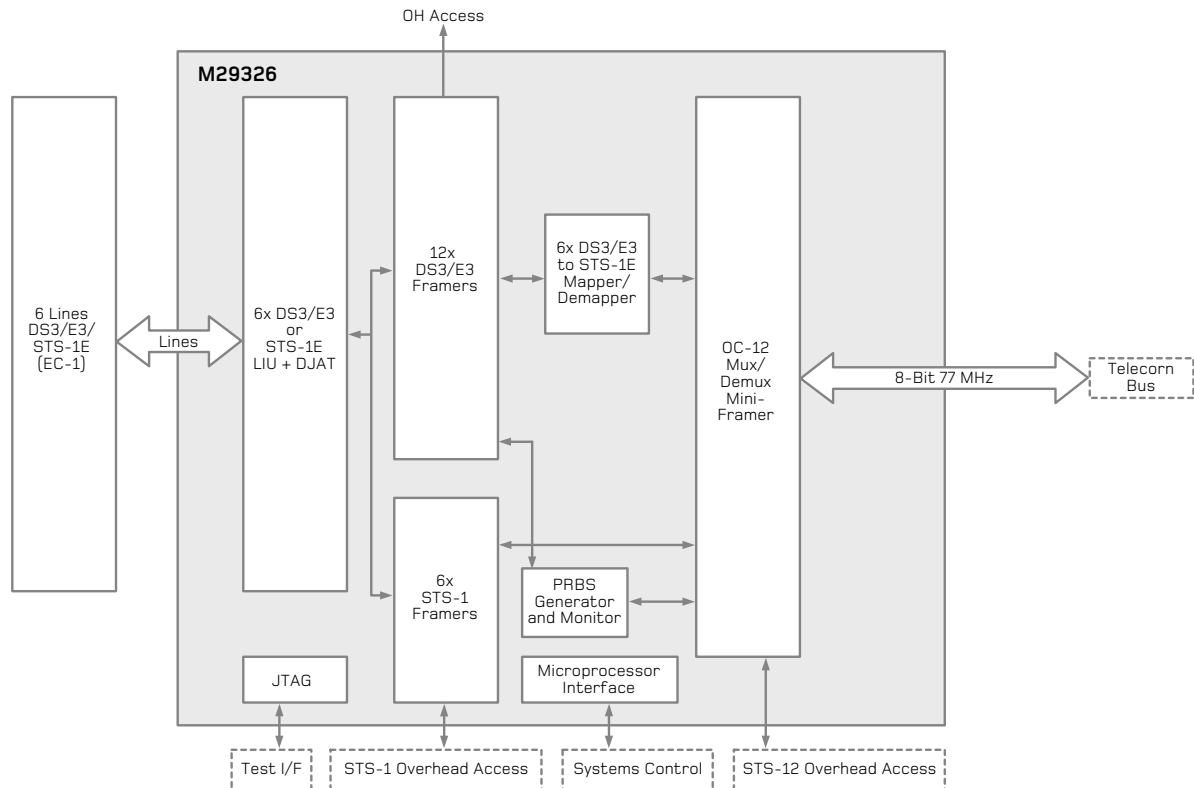 OH Access
M29326
6 Lines
DS3/E3/
STS-1E
(EC-1)
Lines
6x DS3/E3
or
STS-1E
LIU + DJAT
12x
DS3/E3
Framers
6x DS3/E3
to STS-1E
Mapper/
Demapper
OC-12
Mux/
Demux
Mini-
Framer
8-Bit 77 MHz
Telecorn
Bus
6x
STS-1
Framers
PRBS
Generator
and Monitor
JTAG
Microprocessor
Interface
Test I/F
STS-1 Overhead Access
Systems Control
STS-12 Overhead Access